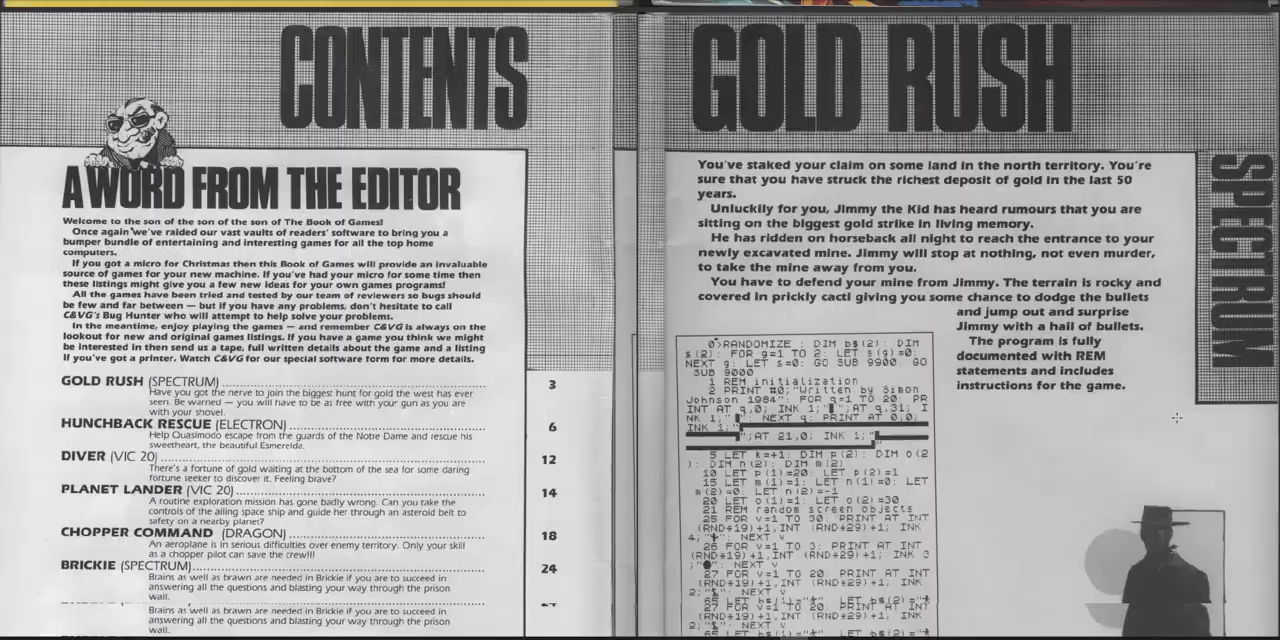 CONTENTS
A WORD FROM THE EDITOR
Welcome to the son of the son of the son of The Book of Games!
Once again we've raided our vast vaults of readers' software to bring you a
bumper bundle of entertaining and interesting games for all the top home
computers.
If you got a micro for Christmas then this Book of Games will provide an invaluable
source of games for your new machine. If you've had your micro for some time then
these listings might give you a few new ideas for your own games programs!
All the games have been tried and tested by our team of reviewers so bugs should
be few and far between — but if you have any problems, don't hesitate to call
C&VG's Bug Hunter who will attempt to help solve your problems.
In the meantime, enjoy playing the games — and remember C&VG is always on the
lookout for new and original games listings. If you have a game you think we might
be interested in then send us a tape, full written details about the game and a listing
if you've got a printer. Watch C&VG for our special software form for more details.
GOLD RUSH (SPECTRUM) 3
Have you got the nerve to join the biggest hunt for gold the west has ever
seen. Be warned — you will have to be as free with your gun as you are
with your shovel.
HUNCHBACK RESCUE (ELECTRON) 6
Help Quasimodo escape from the guards of the Notre Dame and rescue his
sweetheart, the beautiful Esmerelde.
DIVER (VIC 20) 12
There's a fortune of gold waiting at the bottom of the sea for some daring
fortune seeker to discover it. Feeling brave?
PLANET LANDER (VIC 20) 14
A routine exploration mission has gone badly wrong. Can you take the
controls of the ailing space ship and guide her through an asteroid belt to
safety on a nearby planet?
CHOPPER COMMAND (DRAGON) 18
An aeroplane is in serious difficulties over enemy territory. Only your skill
as a chopper pilot can save the crew!!!
BRICKIE (SPECTRUM) 24
Brains as well as brawn are needed in Brickie if you are to succeed in
answering all the questions and blasting your way through the prison
wall.
Brains as well as brawn are needed in Brickie if you are to succeed in
answering all the questions and blasting your way through the prison
wall.
GOLD RUSH
SPECTRUM
You've staked your claim on some land in the north territory. You're
sure that you have struck the richest deposit of gold in the last 50
years.
Unluckily for you, Jimmy the Kid has heard rumours that you are
sitting on the biggest gold strike in living memory.
He has ridden on horseback all night to reach the entrance to your
newly excavated mine. Jimmy will stop at nothing, not even murder,
to take the mine away from you.
You have to defend your mine from Jimmy. The terrain is rocky and
covered in prickly cacti giving you some chance to dodge the bullets
and jump out and surprise
Jimmy with a hail of bullets.
The program is fully
documented with REM
statements and includes
instructions for the game.
0>RANDOMIZE : DIM b$(2): DIM
s(2): FOR g=1 TO 2: LET s(g)=0:
NEXT g: LET s=0: GO SUB 9900: GO
SUB 9000
1 REM initialization
2 PRINT #0;"Written by Simon
Johnson 1984": FOR q=1 TO 20: PR
INT AT q,0; INK 1;" ";AT q,31; I
NK 1;" ": NEXT q: PRINT AT 0,0;
INK 1;"
";AT 21,0; INK 1;"
5 LET k=+1: DIM p(2): DIM o(2
): DIM n(2): DIM m(2)
10 LET p(1)=20: LET p(2)=1
15 LET m(1)=1: LET n(1)=0: LET
m(2)=0: LET n(2)=-1
20 LET o(1)=1: LET o(2)=30
21 REM random screen objects
25 FOR v=1 TO 30: PRINT AT INT
(RND*19)+1,INT (RND*29)+1; INK
4;" ": NEXT v
26 FOR v=1 TO 3: PRINT AT INT
(RND*19)+1,INT (RND*29)+1; INK 3
;" ": NEXT v
27 FOR v=1 TO 20: PRINT AT INT
(RND*19)+1,INT (RND*29)+1; INK
2;" ": NEXT v
27 FOR v=1 TO 20: PRINT AT INT
(RND*19)+1,INT (RND*29)+1; INK
2;" ": NEXT v